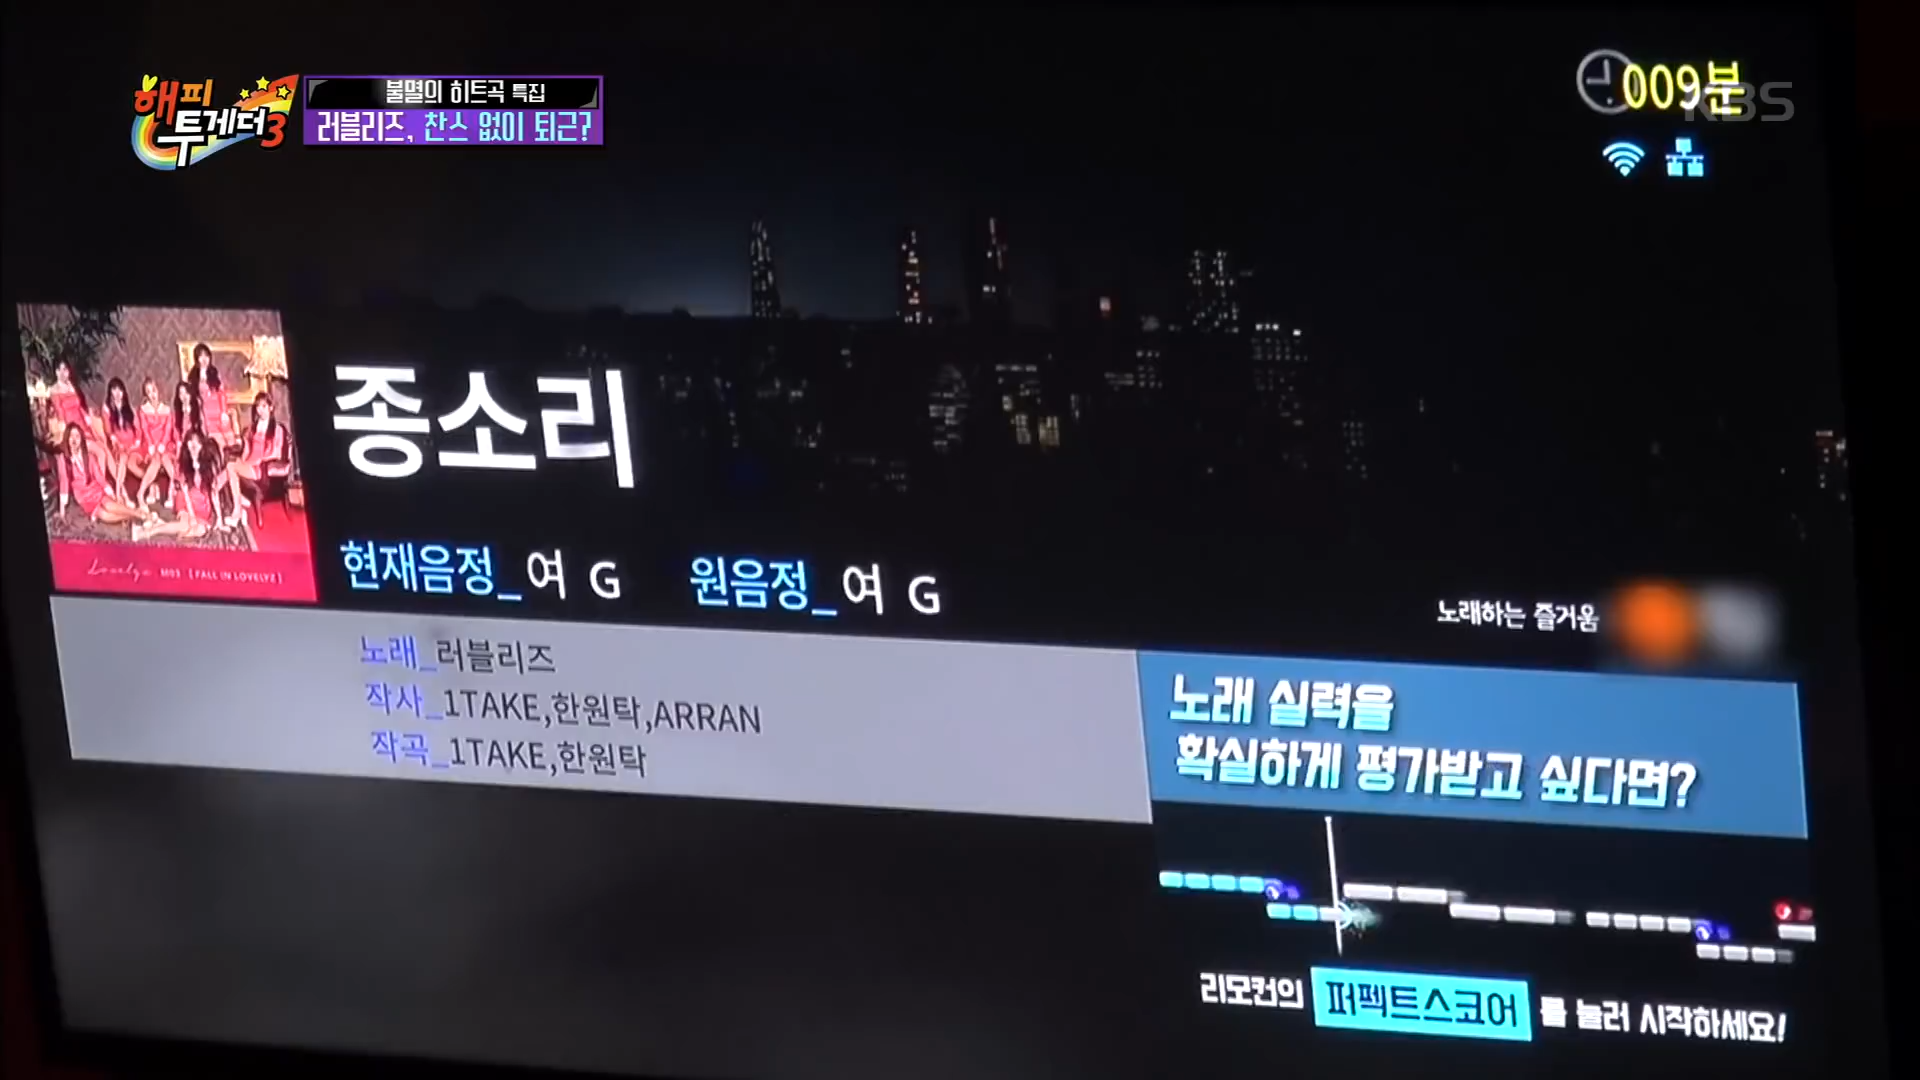 해피투게더3
불멸의 히트곡 특집
러블리즈, 찬스 없이 퇴근?
009분
KBS
종소리
현재음정_여 G 원음정_여 G
Lovelyz M03 [FALL IN LOVELYZ]
노래하는 즐거움
노래_러블리즈
작사_1TAKE,한원탁,ARRAN
작곡_1TAKE,한원탁
노래 실력을
확실하게 평가받고 싶다면?
리모컨의 퍼펙트스코어 를 눌러 시작하세요!